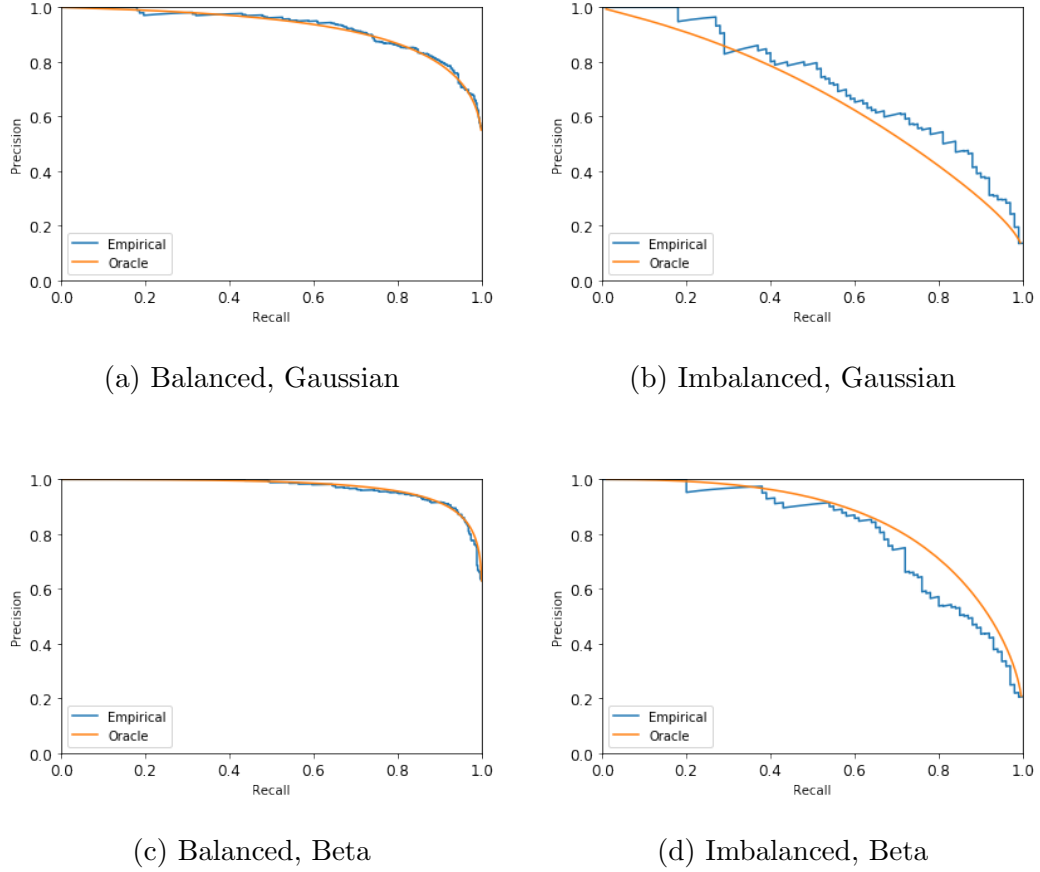 1.0
0.8
0.6
0.4
0.2
0.0
Precision
Empirical
Oracle
0.0 0.2 0.4 0.6 0.8 1.0
Recall
(a) Balanced, Gaussian
1.0
0.8
0.6
0.4
0.2
0.0
Precision
Empirical
Oracle
0.0 0.2 0.4 0.6 0.8 1.0
Recall
(b) Imbalanced, Gaussian
1.0
0.8
0.6
0.4
0.2
0.0
Precision
Empirical
Oracle
0.0 0.2 0.4 0.6 0.8 1.0
Recall
(c) Balanced, Beta
1.0
0.8
0.6
0.4
0.2
0.0
Precision
Empirical
Oracle
0.0 0.2 0.4 0.6 0.8 1.0
Recall
(d) Imbalanced, Beta